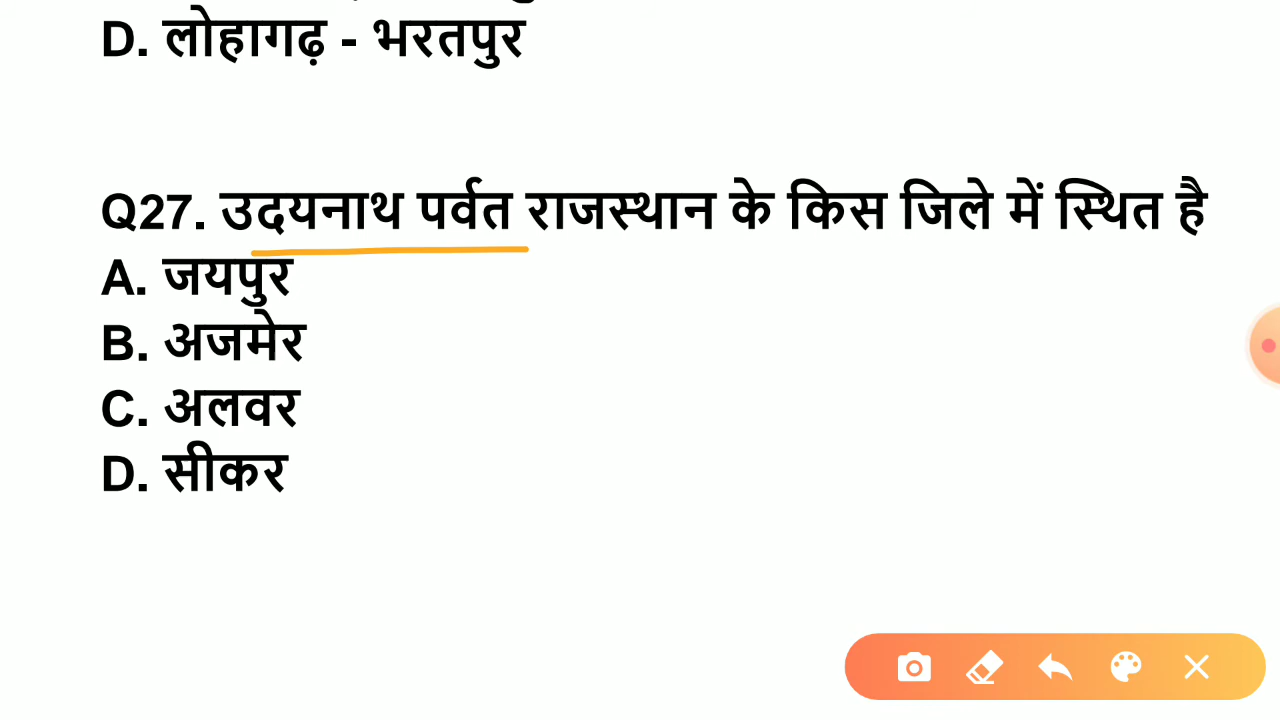 D. लोहागढ़ - भरतपुर
Q27. उदयनाथ पर्वत राजस्थान के किस जिले में स्थित है
A. जयपुर
B. अजमेर
C. अलवर
D. सीकर